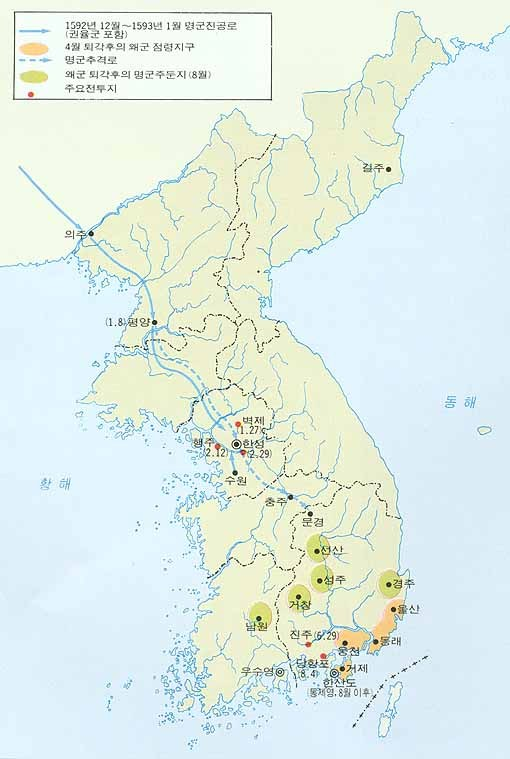 1592년 12월～1593년 1월 명군진공로
(권율군 포함)
4월 퇴각후의 왜군 점령지구
명군추격로
왜군 퇴각후의 명군주둔지(8월)
주요전투지
길주
의주
(1.8)평양
동해
벽제
(1.27)
행주
(2.12)
한성
(2.29)
수원
황해
충주
문경
선산
성주
경주
거창
울산
남원
진주(6.29)
웅천
동래
당항포
(8.4)
거제
우수영
한산도
(통제영, 8월 이후)